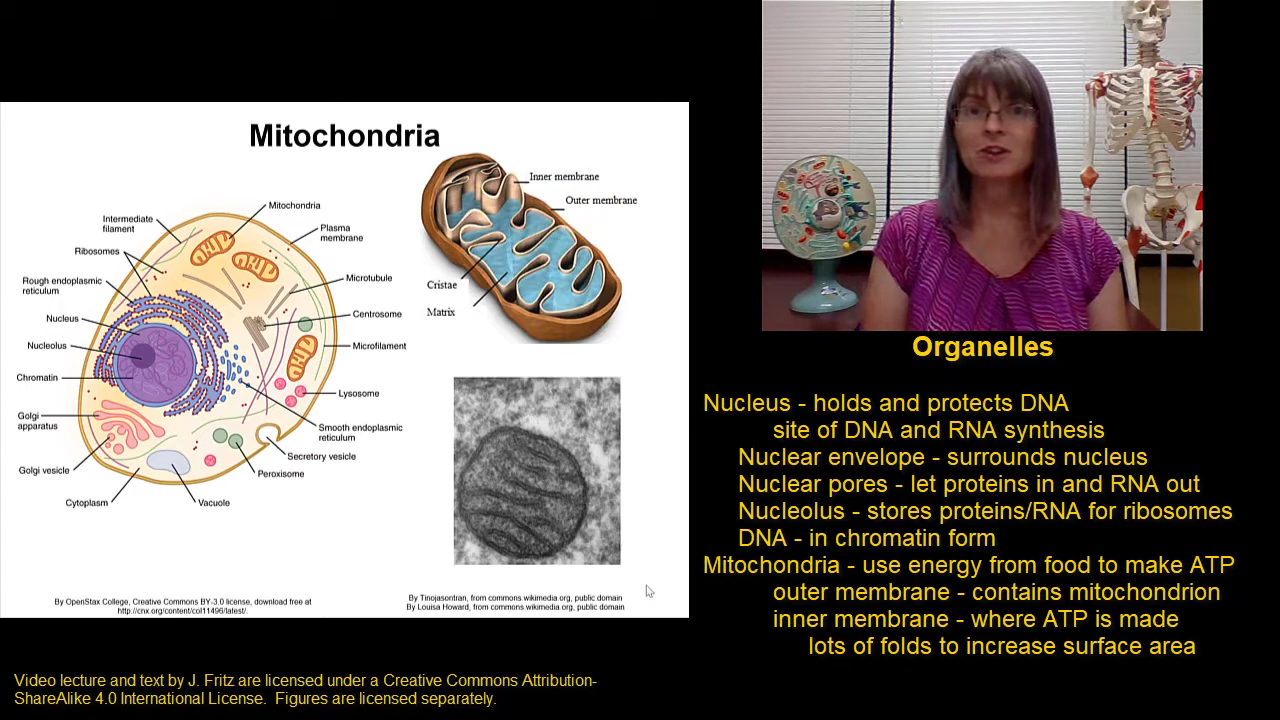 Mitochondria
Intermediate
filament
Mitochondria
Plasma
membrane
Ribosomes
Rough endoplasmic
reticulum
Microtubule
Nucleus
Centrosome
Nucleolus
Microfilament
Chromatin
Lysosome
Golgi
apparatus
Smooth endoplasmic
reticulum
Golgi vesicle
Secretory vesicle
Peroxisome
Cytoplasm
Vacuole
Inner membrane
Outer membrane
Cristae
Matrix
By OpenStax College, Creative Commons BY-3.0 license, download free at
http://cnx.org/content/col11496/latest/.
By Tinojasontran, from commons.wikimedia.org, public domain
By Louisa Howard, from commons.wikimedia.org, public domain
Organelles
Nucleus - holds and protects DNA
site of DNA and RNA synthesis
Nuclear envelope - surrounds nucleus
Nuclear pores - let proteins in and RNA out
Nucleolus - stores proteins/RNA for ribosomes
DNA - in chromatin form
Mitochondria - use energy from food to make ATP
outer membrane - contains mitochondrion
inner membrane - where ATP is made
lots of folds to increase surface area
Video lecture and text by J. Fritz are licensed under a Creative Commons Attribution-
ShareAlike 4.0 International License.  Figures are licensed separately.